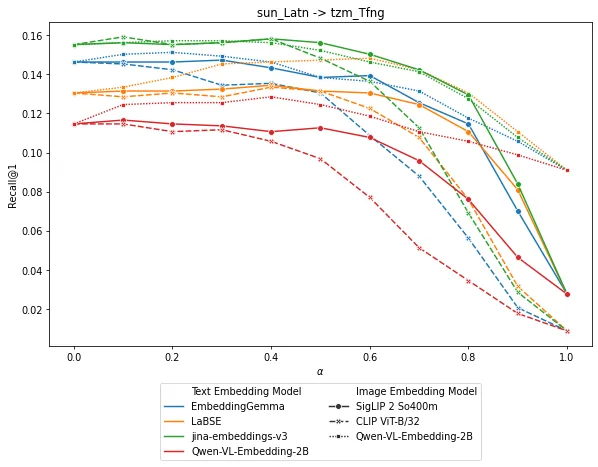 sun_Latn -> tzm_Tfng
Recall@1
0.16
0.14
0.12
0.10
0.08
0.06
0.04
0.02
0.0 0.2 0.4 0.6 0.8 1.0
α
Text Embedding Model Image Embedding Model
EmbeddingGemma SigLIP 2 So400m
LaBSE CLIP ViT-B/32
jina-embeddings-v3 Qwen-VL-Embedding-2B
Qwen-VL-Embedding-2B